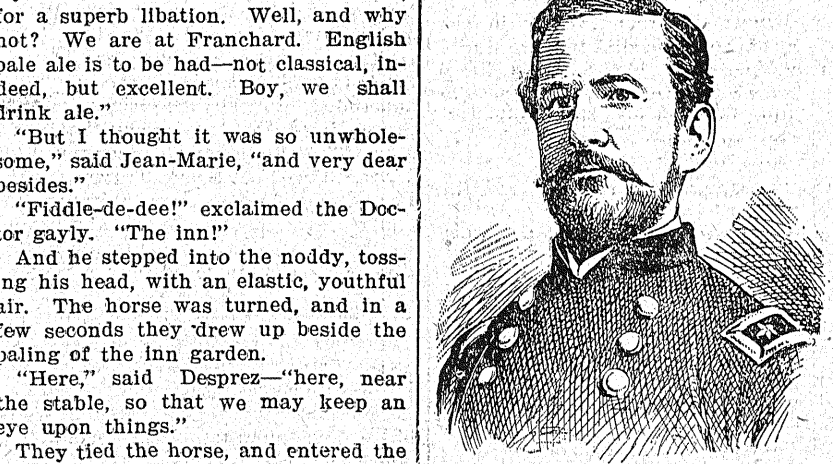 for a superb libation. Well, and why
not? We are at Franchard. English
pale ale is to be had—not classical, in-
deed, but excellent. Boy, we shall
drink ale."
"But I thought it was so unwhole-
some," said Jean-Marie, "and very dear
besides."
"Fiddle-de-dee!" exclaimed the Doc-
tor gayly. "The inn!"
And he stepped into the noddy, toss-
ing his head, with an elastic, youthful
air. The horse was turned, and in a
few seconds they drew up beside the
paling of the inn garden.
"Here," said Desprez—"here, near
the stable, so that we may keep an
eye upon things."
They tied the horse, and entered the